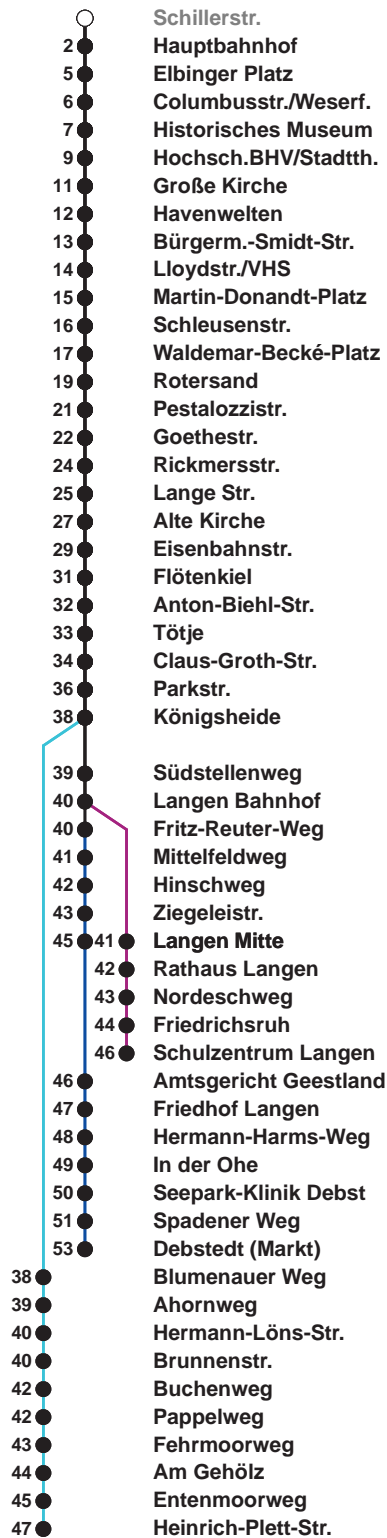 Schillerstr.
2 Hauptbahnhof
5 Elbinger Platz
6 Columbusstr./Weserf.
7 Historisches Museum
9 Hochsch.BHV/Stadtth.
11 Große Kirche
12 Havenwelten
13 Bürgerm.-Smidt-Str.
14 Lloydstr./VHS
15 Martin-Donandt-Platz
16 Schleusenstr.
17 Waldemar-Becké-Platz
19 Rotersand
21 Pestalozzistr.
22 Goethestr.
24 Rickmersstr.
25 Lange Str.
27 Alte Kirche
29 Eisenbahnstr.
31 Flötenkiel
32 Anton-Biehl-Str.
33 Tötje
34 Claus-Groth-Str.
36 Parkstr.
38 Königsheide
39 Südstellenweg
40 Langen Bahnhof
40 Fritz-Reuter-Weg
41 Mittelfeldweg
42 Hinschweg
43 Ziegeleistr.
45 41 Langen Mitte
42 Rathaus Langen
43 Nordeschweg
44 Friedrichsruh
46 Schulzentrum Langen
46 Amtsgericht Geestland
47 Friedhof Langen
48 Hermann-Harms-Weg
49 In der Ohe
50 Seepark-Klinik Debst
51 Spadener Weg
53 Debstedt (Markt)
38 Blumenauer Weg
39 Ahornweg
40 Hermann-Löns-Str.
40 Brunnenstr.
42 Buchenweg
42 Pappelweg
43 Fehrmoorweg
44 Am Gehölz
45 Entenmoorweg
47 Heinrich-Plett-Str.